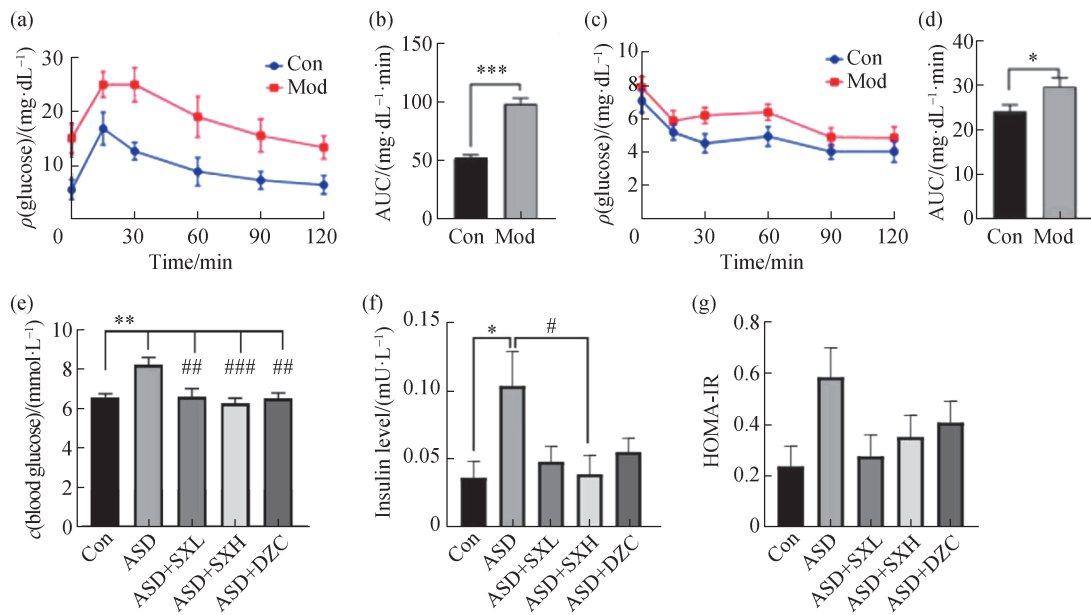 (a)
ρ(glucose)/(mg·dL⁻¹)
30
20
10
0
30
60
90
120
Time/min
Con
Mod
(b)
AUC/(mg·dL⁻¹·min)
150
100
50
0
***
Con
Mod
(c)
ρ(glucose)/(mg·dL⁻¹)
10
8
6
4
2
0
30
60
90
120
Time/min
Con
Mod
(d)
AUC/(mg·dL⁻¹·min)
40
30
20
10
0
*
Con
Mod
(e)
c(blood glucose)/(mmol·L⁻¹)
10
8
6
4
2
0
**
##
###
##
Con
ASD
ASD+SXL
ASD+SXH
ASD+DZC
(f)
Insulin level/(mU·L⁻¹)
0.15
0.10
0.05
0
*
#
Con
ASD
ASD+SXL
ASD+SXH
ASD+DZC
(g)
HOMA-IR
0.8
0.6
0.4
0.2
0
Con
ASD
ASD+SXL
ASD+SXH
ASD+DZC